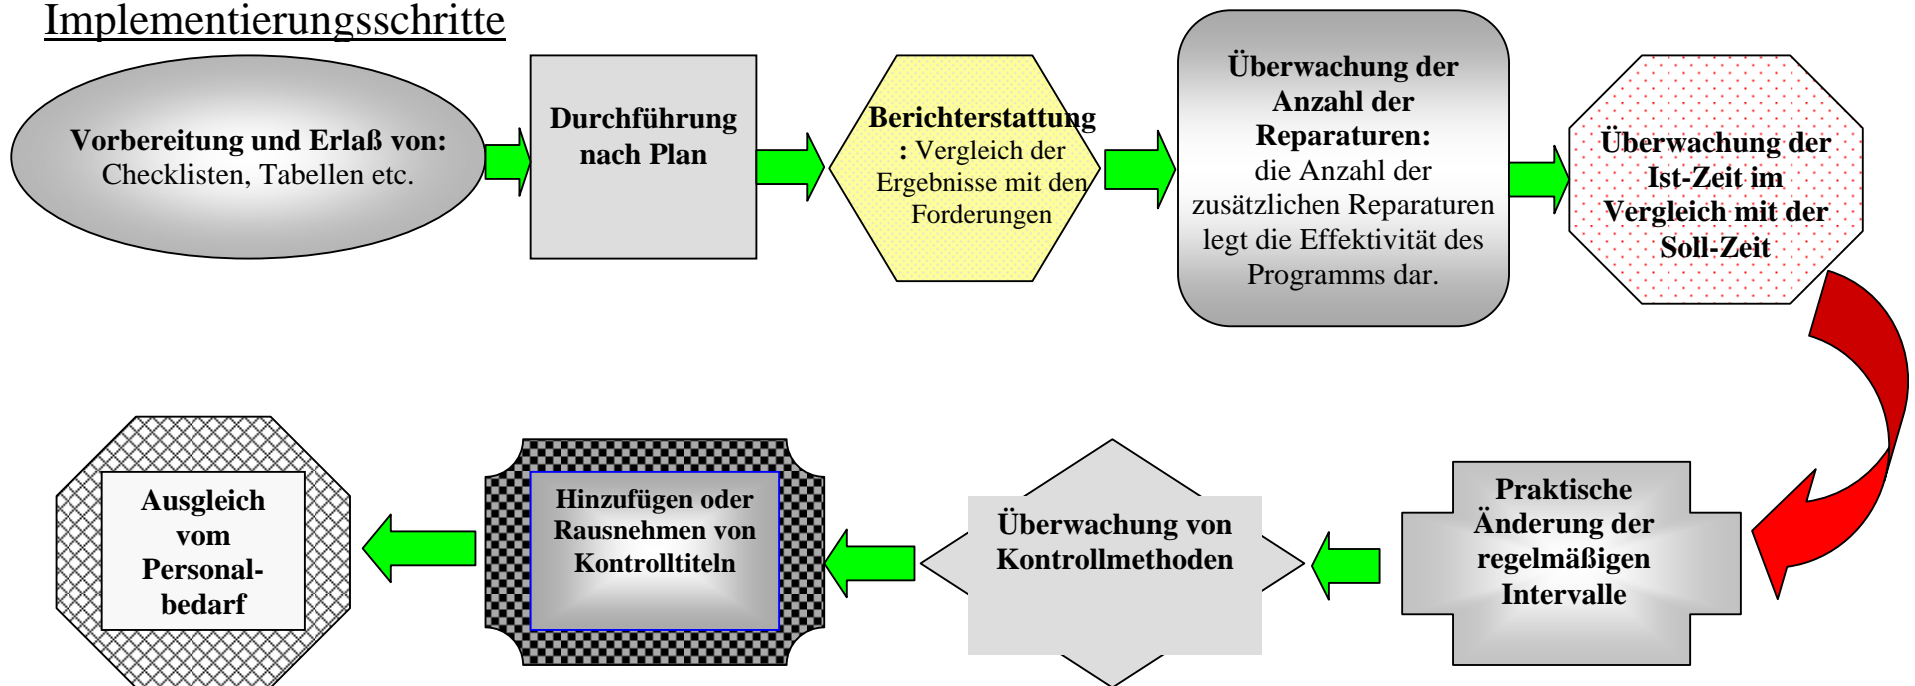 Implementierungsschritte
Vorbereitung und Erlaß von:
Checklisten, Tabellen etc.
Durchführung
nach Plan
Berichterstattung
: Vergleich der
Ergebnisse mit den
Forderungen
Überwachung der
Anzahl der
Reparaturen:
die Anzahl der
zusätzlichen Reparaturen
legt die Effektivität des
Programms dar.
Überwachung der
Ist-Zeit im
Vergleich mit der
Soll-Zeit
Praktische
Änderung der
regelmäßigen
Intervalle
Überwachung von
Kontrollmethoden
Hinzufügen oder
Rausnehmen von
Kontrolltiteln
Ausgleich
vom
Personal-
bedarf